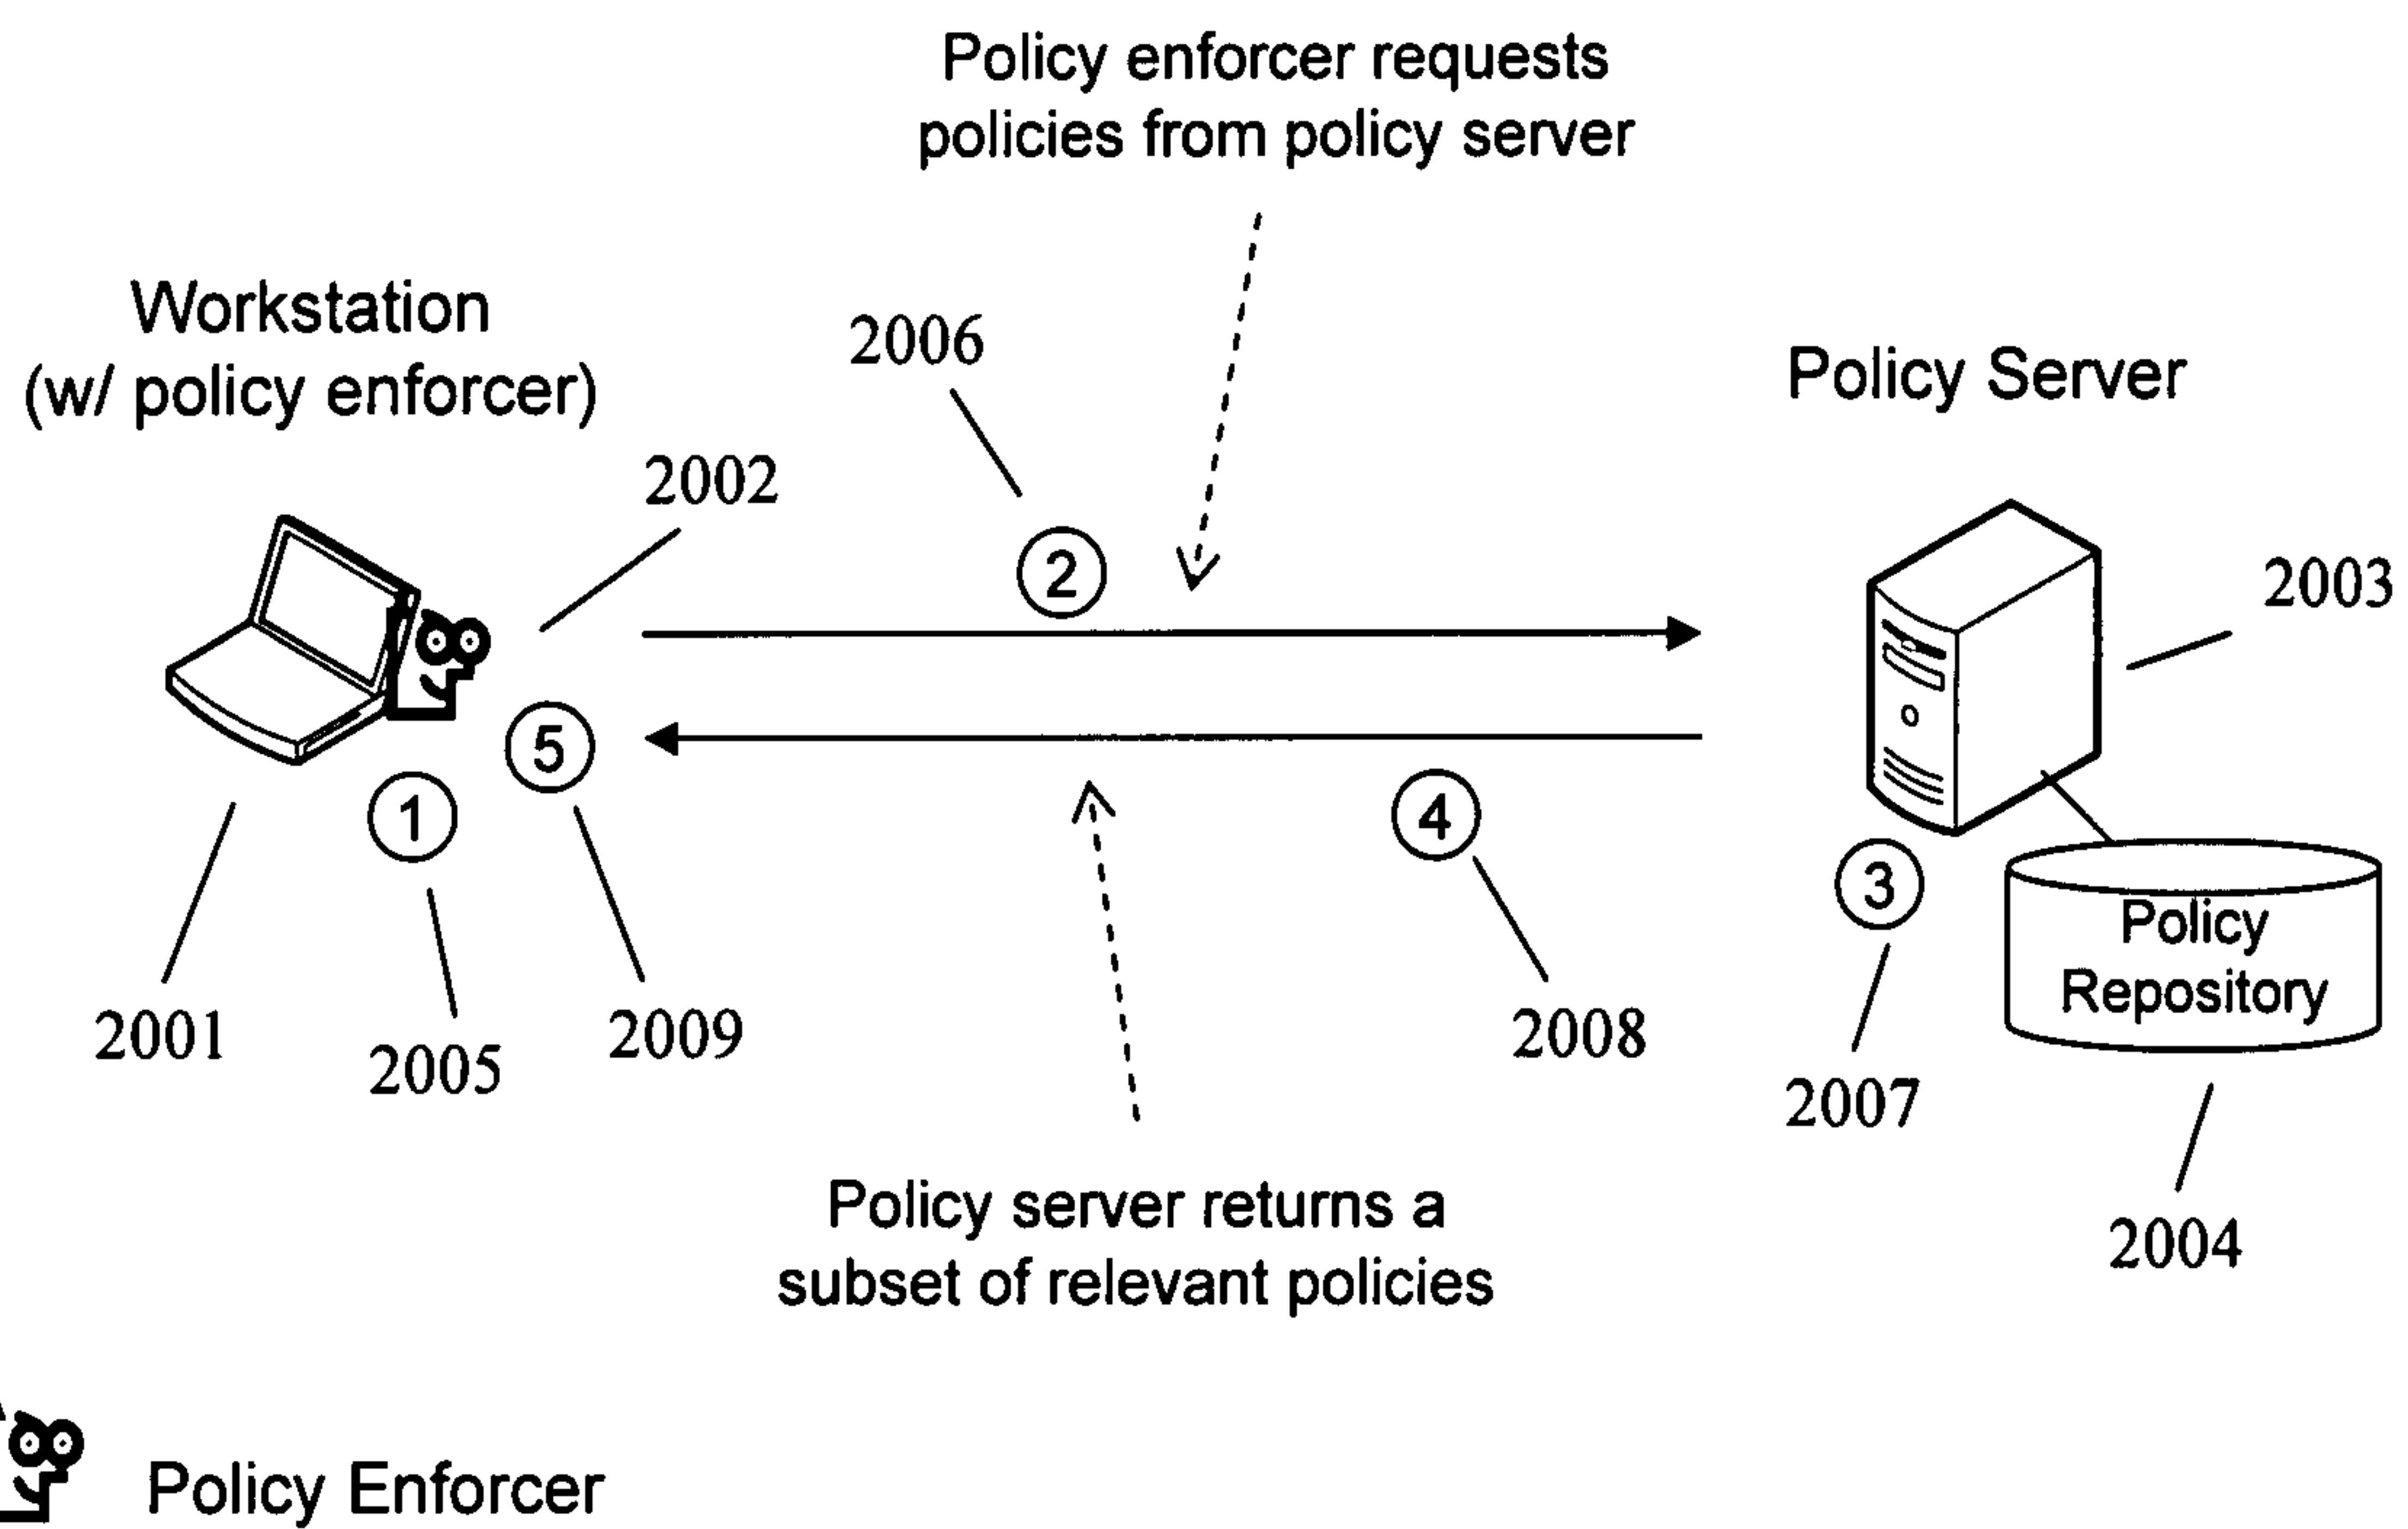 Policy enforcer requests
policies from policy server
Workstation
(w/ policy enforcer)
2006
Policy Server
2002
2
2003
5
1
4
3
Policy
Repository
2001
2005
2009
2008
2007
2004
Policy server returns a
subset of relevant policies
Policy Enforcer